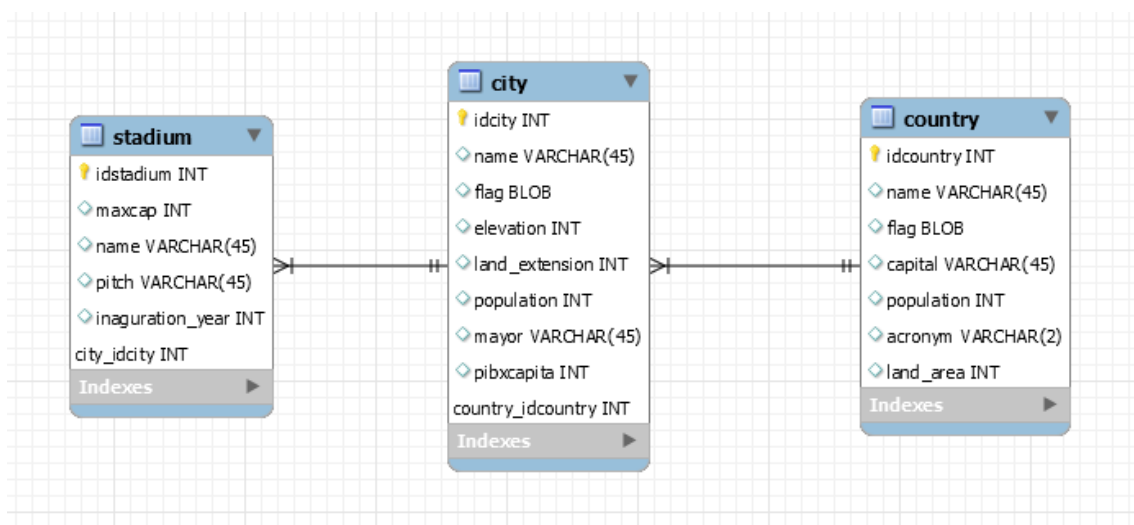 stadium
idstadium INT
maxcap INT
name VARCHAR(45)
pitch VARCHAR(45)
inaguration_year INT
city_idcity INT
Indexes
city
idcity INT
name VARCHAR(45)
flag BLOB
elevation INT
land_extension INT
population INT
mayor VARCHAR(45)
pibxcapita INT
country_idcountry INT
Indexes
country
idcountry INT
name VARCHAR(45)
flag BLOB
capital VARCHAR(45)
population INT
acronym VARCHAR(2)
land_area INT
Indexes